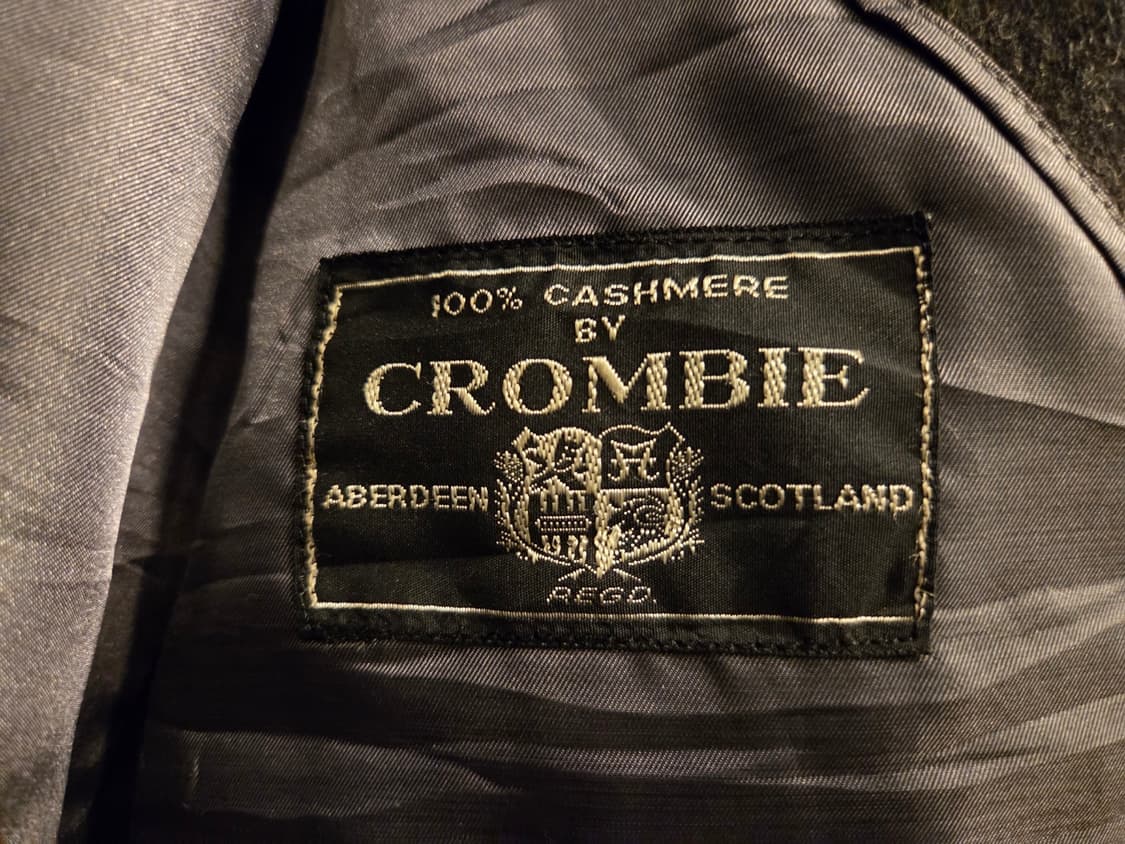 100% CASHMERE
BY
CROMBIE
ABERDEEN SCOTLAND
REGD.